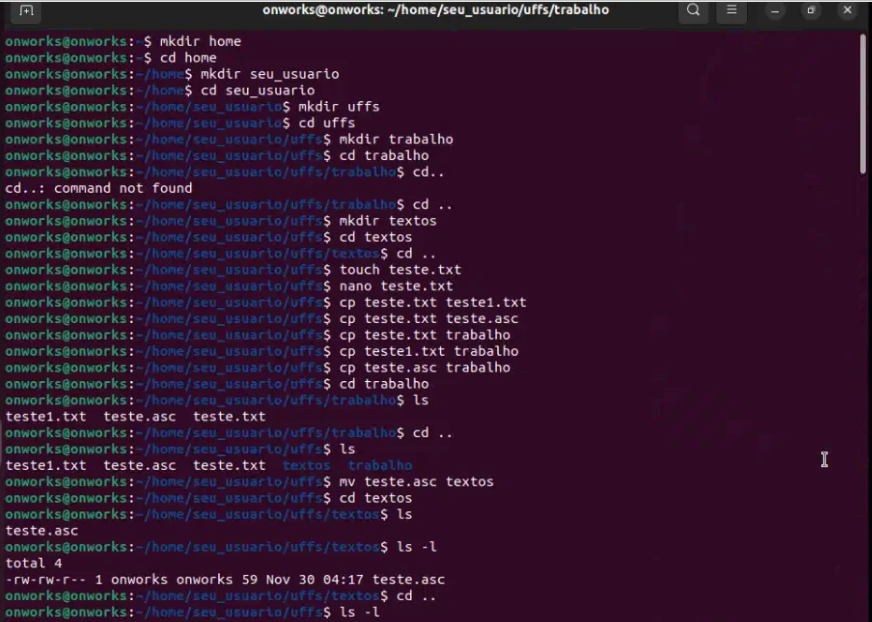 onworks@onworks: ~/home/seu_usuario/uffs/trabalho
onworks@onworks:~$ mkdir home
onworks@onworks:~$ cd home
onworks@onworks:~/home$ mkdir seu_usuario
onworks@onworks:~/home$ cd seu_usuario
onworks@onworks:~/home/seu_usuario$ mkdir uffs
onworks@onworks:~/home/seu_usuario$ cd uffs
onworks@onworks:~/home/seu_usuario/uffs$ mkdir trabalho
onworks@onworks:~/home/seu_usuario/uffs$ cd trabalho
onworks@onworks:~/home/seu_usuario/uffs/trabalho$ cd..
cd..: command not found
onworks@onworks:~/home/seu_usuario/uffs/trabalho$ cd ..
onworks@onworks:~/home/seu_usuario/uffs$ mkdir textos
onworks@onworks:~/home/seu_usuario/uffs$ cd textos
onworks@onworks:~/home/seu_usuario/uffs/textos$ cd ..
onworks@onworks:~/home/seu_usuario/uffs$ touch teste.txt
onworks@onworks:~/home/seu_usuario/uffs$ nano teste.txt
onworks@onworks:~/home/seu_usuario/uffs$ cp teste.txt teste1.txt
onworks@onworks:~/home/seu_usuario/uffs$ cp teste.txt teste.asc
onworks@onworks:~/home/seu_usuario/uffs$ cp teste.txt trabalho
onworks@onworks:~/home/seu_usuario/uffs$ cp teste1.txt trabalho
onworks@onworks:~/home/seu_usuario/uffs$ cp teste.asc trabalho
onworks@onworks:~/home/seu_usuario/uffs$ cd trabalho
onworks@onworks:~/home/seu_usuario/uffs/trabalho$ ls
teste1.txt  teste.asc  teste.txt
onworks@onworks:~/home/seu_usuario/uffs/trabalho$ cd ..
onworks@onworks:~/home/seu_usuario/uffs$ ls
teste1.txt  teste.asc  teste.txt  textos  trabalho
onworks@onworks:~/home/seu_usuario/uffs$ mv teste.asc textos
onworks@onworks:~/home/seu_usuario/uffs$ cd textos
onworks@onworks:~/home/seu_usuario/uffs/textos$ ls
teste.asc
onworks@onworks:~/home/seu_usuario/uffs/textos$ ls -l
total 4
-rw-rw-r-- 1 onworks onworks 59 Nov 30 04:17 teste.asc
onworks@onworks:~/home/seu_usuario/uffs/textos$ cd ..
onworks@onworks:~/home/seu_usuario/uffs$ ls -l